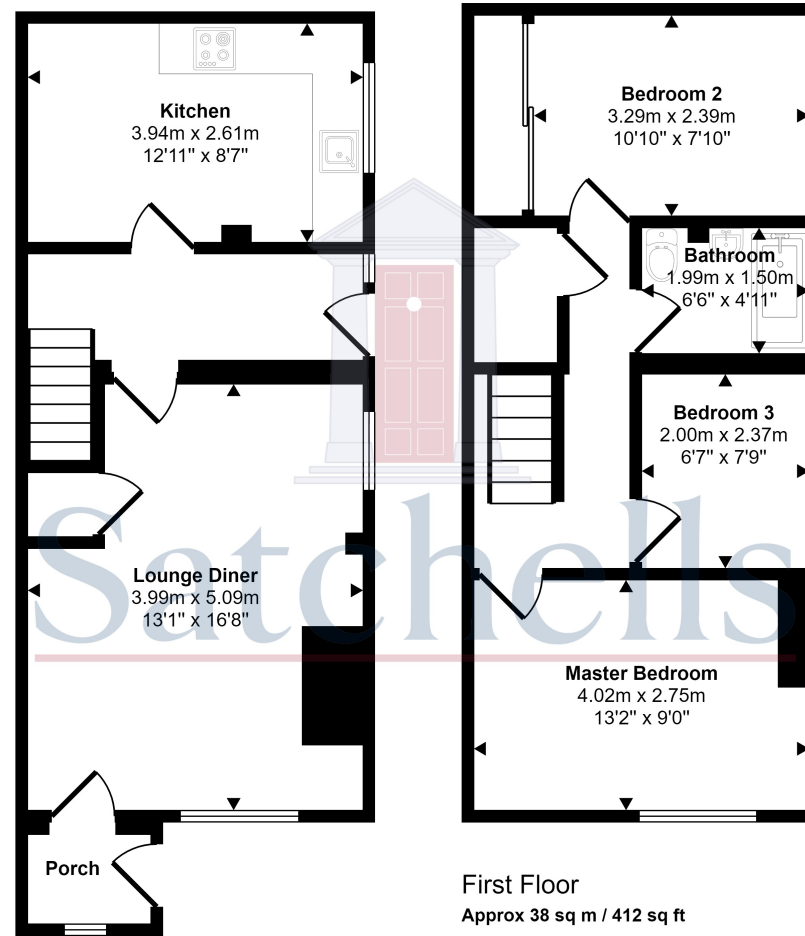 Kitchen
3.94m x 2.61m
12'11" x 8'7"
Lounge Diner
3.99m x 5.09m
13'1" x 16'8"
Porch
Bedroom 2
3.29m x 2.39m
10'10" x 7'10"
Bathroom
1.99m x 1.50m
6'6" x 4'11"
Bedroom 3
2.00m x 2.37m
6'7" x 7'9"
Master Bedroom
4.02m x 2.75m
13'2" x 9'0"
First Floor
Approx 38 sq m / 412 sq ft
Satchells